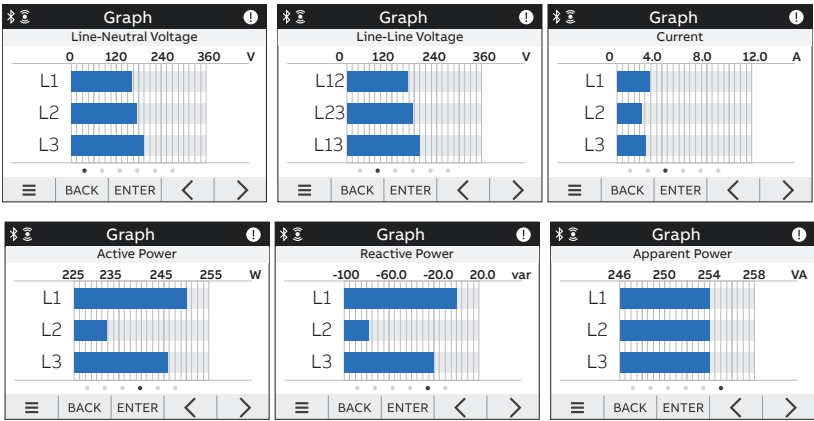 Graph
Line-Neutral Voltage
0 120 240 360 V
L1
L2
L3
BACK ENTER
Graph
Line-Line Voltage
0 120 240 360 V
L12
L23
L13
BACK ENTER
Graph
Current
0 4.0 8.0 12.0 A
L1
L2
L3
BACK ENTER
Graph
Active Power
225 235 245 255 W
L1
L2
L3
BACK ENTER
Graph
Reactive Power
-100 -60.0 -20.0 20.0 var
L1
L2
L3
BACK ENTER
Graph
Apparent Power
246 250 254 258 VA
L1
L2
L3
BACK ENTER